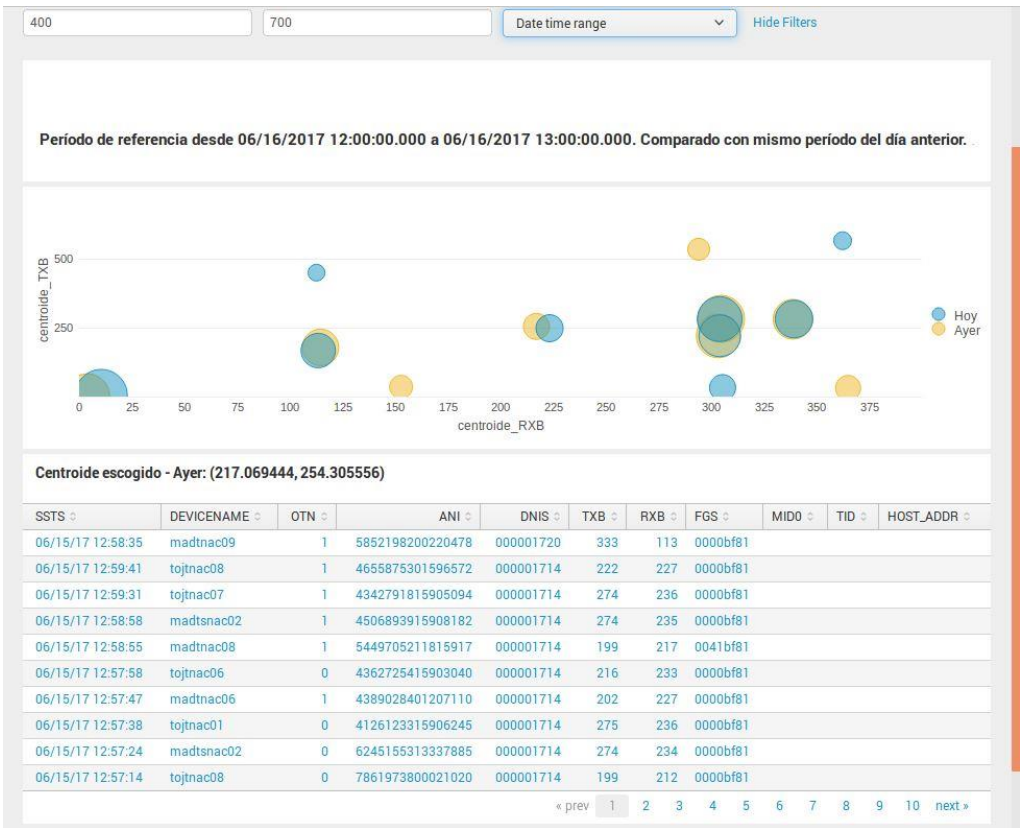 400 700 Date time range Hide Filters
Período de referencia desde 06/16/2017 12:00:00.000 a 06/16/2017 13:00:00.000. Comparado con mismo período del día anterior.
centroide_TXB
500
250
0 25 50 75 100 125 150 175 200 225 250 275 300 325 350 375
centroide_RXB
Hoy
Ayer
Centroide escogido - Ayer: (217.069444, 254.305556)
SSTS DEVICENAME OTN ANI DNIS TXB RXB FGS MID0 TID HOST_ADDR
06/15/17 12:58:35 madtnac09 1 5852198200220478 000001720 333 113 0000bf81
06/15/17 12:59:41 tojtnac08 1 4655875301596572 000001714 222 227 0000bf81
06/15/17 12:59:31 tojtnac07 1 4342791815905094 000001714 274 236 0000bf81
06/15/17 12:58:58 madtsnac02 1 4506893915908182 000001714 274 235 0000bf81
06/15/17 12:58:55 madtnac08 1 5449705211815917 000001714 199 217 0041bf81
06/15/17 12:57:58 tojtnac06 0 4362725415903040 000001714 216 233 0000bf81
06/15/17 12:57:47 madtnac06 1 4389028401207110 000001714 202 227 0000bf81
06/15/17 12:57:38 tojtnac01 0 4126123315906245 000001714 275 236 0000bf81
06/15/17 12:57:24 madtsnac02 0 6245155313337885 000001714 274 234 0000bf81
06/15/17 12:57:14 tojtnac08 0 7861973800021020 000001714 199 212 0000bf81
« prev 1 2 3 4 5 6 7 8 9 10 next »